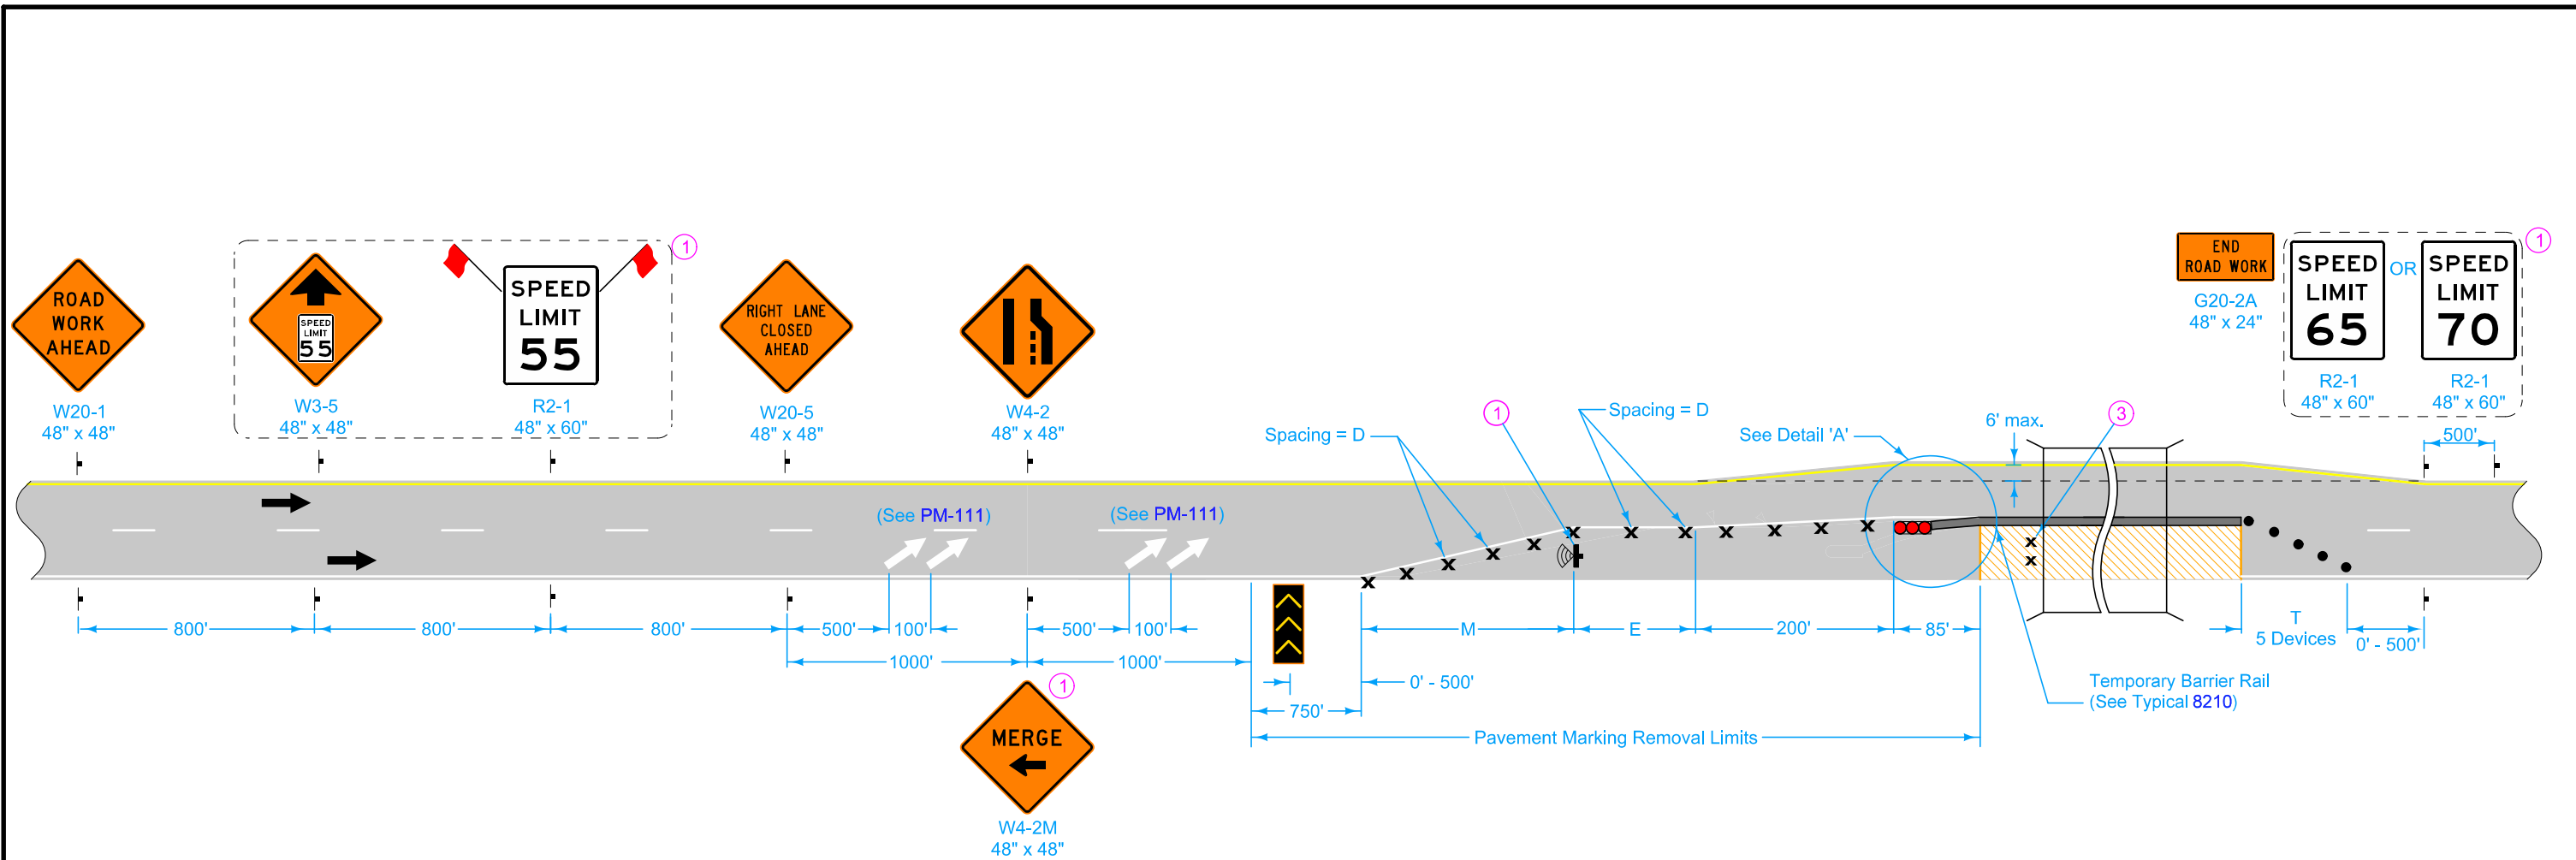 ROAD
WORK
AHEAD
W20-1
48" x 48"
SPEED
LIMIT
55
W3-5
48" x 48"
SPEED
LIMIT
55
R2-1
48" x 60"
1
RIGHT LANE
CLOSED
AHEAD
W20-5
48" x 48"
W4-2
48" x 48"
END
ROAD WORK
G20-2A
48" x 24"
SPEED
LIMIT
65
R2-1
48" x 60"
OR
SPEED
LIMIT
70
R2-1
48" x 60"
1
500'
Spacing = D
1
Spacing = D
See Detail 'A'
6' max.
3
(See PM-111)
(See PM-111)
800'
800'
800'
500'
100'
500'
100'
1000'
1000'
M
E
200'
85'
T
5 Devices
0' - 500'
0' - 500'
750'
Pavement Marking Removal Limits
Temporary Barrier Rail
(See Typical 8210)
1
MERGE
W4-2M
48" x 48"